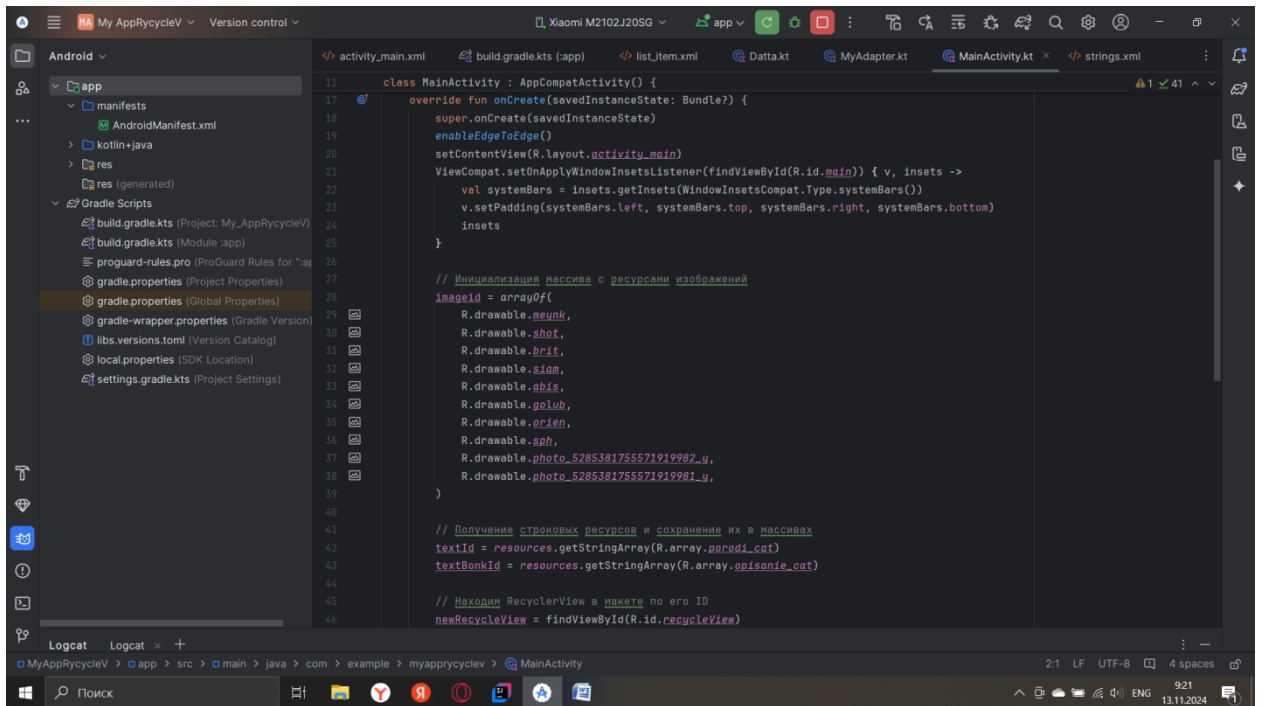 MA My AppRycycleV Version control Xiaomi M2102J20SG app
Android
activity_main.xml build.gradle.kts (:app) list_item.xml Datta.kt MyAdapter.kt MainActivity.kt strings.xml
app
manifests
AndroidManifest.xml
kotlin+java
res
res (generated)
Gradle Scripts
build.gradle.kts (Project: My_AppRycycleV)
build.gradle.kts (Module :app)
proguard-rules.pro (ProGuard Rules for ":ap
gradle.properties (Project Properties)
gradle.properties (Global Properties)
gradle-wrapper.properties (Gradle Version)
libs.versions.toml (Version Catalog)
local.properties (SDK Location)
settings.gradle.kts (Project Settings)
1 41
11 class MainActivity : AppCompatActivity() {
17 override fun onCreate(savedInstanceState: Bundle?) {
18 super.onCreate(savedInstanceState)
19 enableEdgeToEdge()
20 setContentView(R.layout.activity_main)
21 ViewCompat.setOnApplyWindowInsetsListener(findViewById(R.id.main)) { v, insets ->
22 val systemBars = insets.getInsets(WindowInsetsCompat.Type.systemBars())
23 v.setPadding(systemBars.left, systemBars.top, systemBars.right, systemBars.bottom)
24 insets
25 }
26
27 // Инициализация массива с ресурсами изображений
28 imageid = arrayOf(
29 R.drawable.meynk,
30 R.drawable.shot,
31 R.drawable.brit,
32 R.drawable.siam,
33 R.drawable.abis,
34 R.drawable.golub,
35 R.drawable.orien,
36 R.drawable.sph,
37 R.drawable.photo_5285381755571919982_y,
38 R.drawable.photo_5285381755571919981_y,
39 )
40
41 // Получение строковых ресурсов и сохранение их в массивах
42 textId = resources.getStringArray(R.array.porodi_cat)
43 textBonkId = resources.getStringArray(R.array.opisanie_cat)
44
45 // Находим RecyclerView в макете по его ID
46 newRecycleView = findViewById(R.id.recycleView)
Logcat Logcat
MyAppRycycleV > app > src > main > java > com > example > myapprycyclev > MainActivity 2:1 LF UTF-8 4 spaces
Поиск ENG 9:21
13.11.2024
1